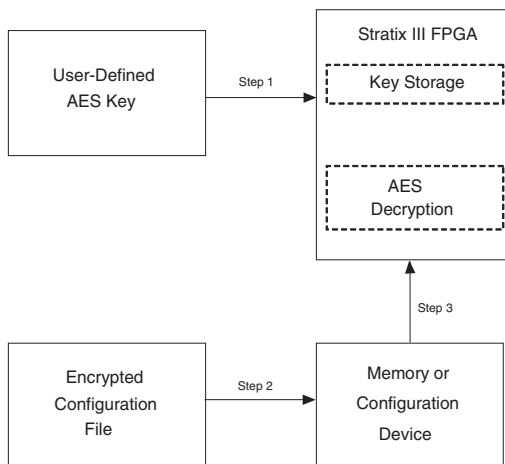 Stratix III FPGA
User-Defined
AES Key
Step 1
Key Storage
AES
Decryption
Step 3
Encrypted
Configuration
File
Step 2
Memory or
Configuration
Device